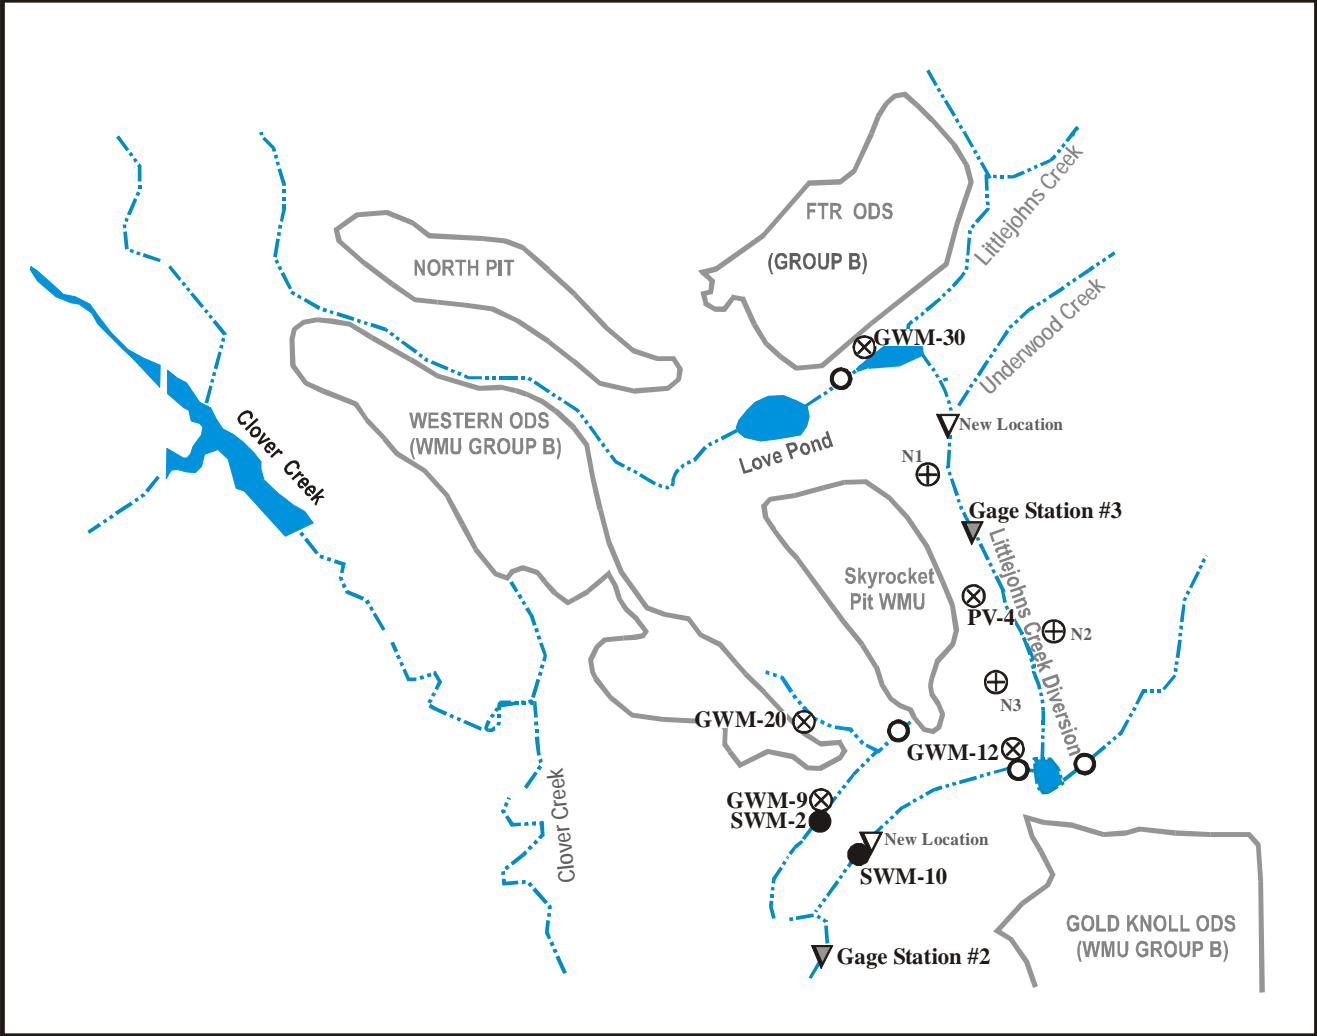 FTR ODS
(GROUP B)
Littlejohns Creek
NORTH PIT
Underwood Creek
GWM-30
WESTERN ODS
(WMU GROUP B)
Clover Creek
Love Pond
New Location
N1
Gage Station #3
Skyrocket
Pit WMU
Littlejohns Creek Diversion
PV-4
N2
N3
GWM-20
GWM-12
GWM-9
SWM-2
Clover Creek
New Location
SWM-10
GOLD KNOLL ODS
(WMU GROUP B)
Gage Station #2